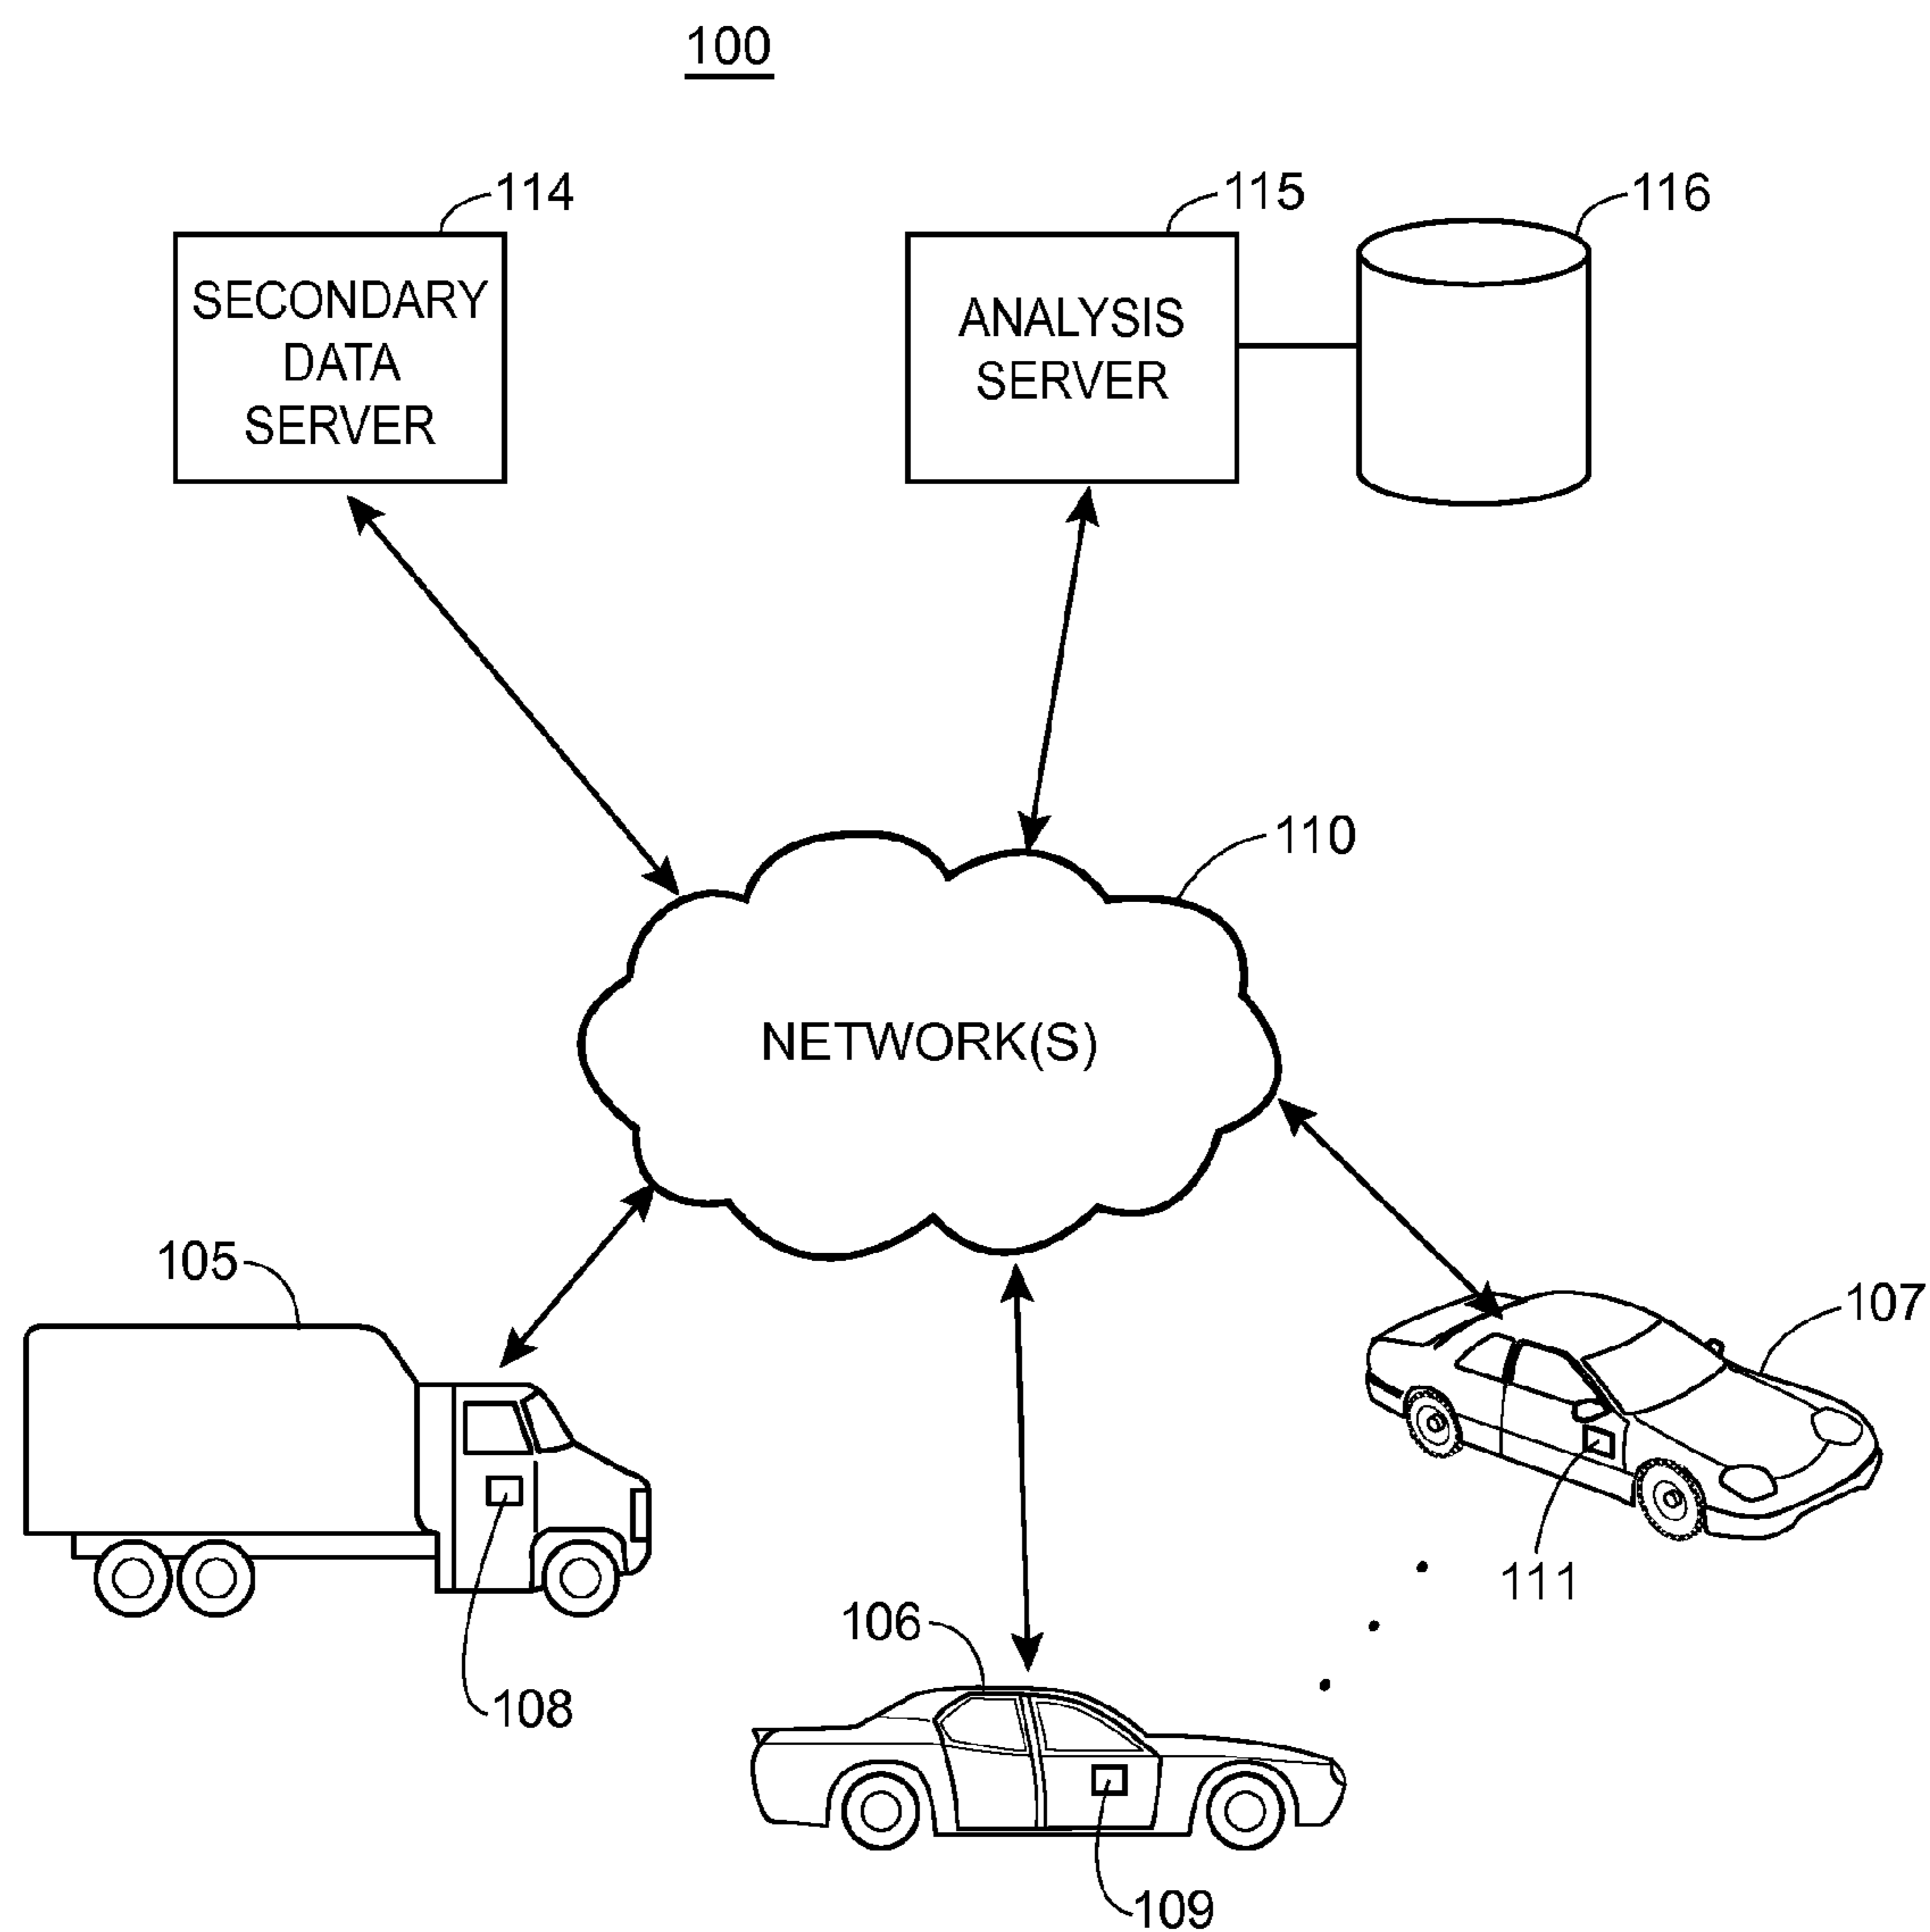 100
114
115
116
SECONDARY
DATA
SERVER
ANALYSIS
SERVER
110
NETWORK(S)
105
107
111
106
108
109